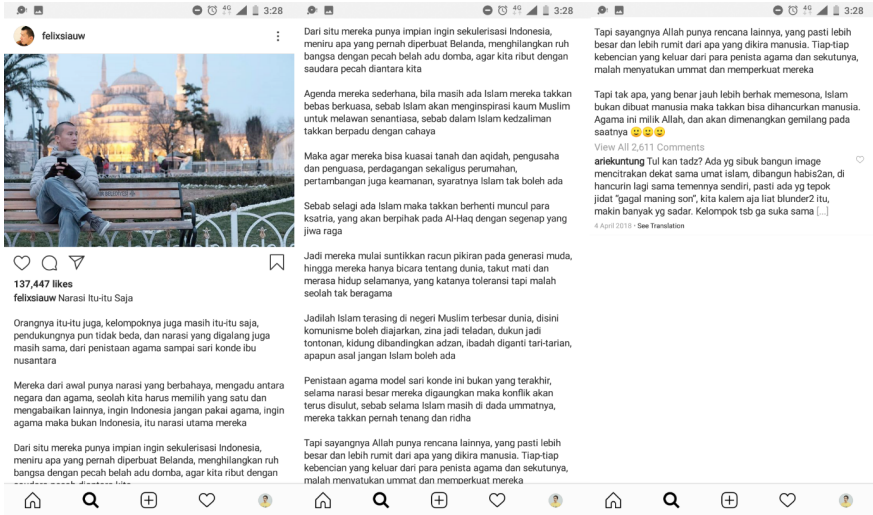 4G 3:28
felixsiauw
137,447 likes
felixsiauw Narasi Itu-itu Saja
Orangnya itu-itu juga, kelompoknya juga masih itu-itu saja,
pendukungnya pun tidak beda, dan narasi yang digalang juga
masih sama, dari penistaan agama sampai sari konde ibu
nusantara
Mereka dari awal punya narasi yang berbahaya, mengadu antara
negara dan agama, seolah kita harus memilih yang satu dan
mengabaikan lainnya, ingin Indonesia jangan pakai agama, ingin
agama maka bukan Indonesia, itu narasi utama mereka
Dari situ mereka punya impian ingin sekulerisasi Indonesia,
meniru apa yang pernah diperbuat Belanda, menghilangkan ruh
bangsa dengan pecah belah adu domba, agar kita ribut dengan
saudara pecah diantara kita
4G 3:28
Dari situ mereka punya impian ingin sekulerisasi Indonesia,
meniru apa yang pernah diperbuat Belanda, menghilangkan ruh
bangsa dengan pecah belah adu domba, agar kita ribut dengan
saudara pecah diantara kita
Agenda mereka sederhana, bila masih ada Islam mereka takkan
bebas berkuasa, sebab Islam akan menginspirasi kaum Muslim
untuk melawan senantiasa, sebab dalam Islam kedzaliman
takkan berpadu dengan cahaya
Maka agar mereka bisa kuasai tanah dan aqidah, pengusaha
dan penguasa, perdagangan sekaligus perumahan,
pertambangan juga keamanan, syaratnya Islam tak boleh ada
Sebab selagi ada Islam maka takkan berhenti muncul para
ksatria, yang akan berpihak pada Al-Haq dengan segenap yang
jiwa raga
Jadi mereka mulai suntikkan racun pikiran pada generasi muda,
hingga mereka hanya bicara tentang dunia, takut mati dan
merasa hidup selamanya, yang katanya toleransi tapi malah
seolah tak beragama
Jadilah Islam terasing di negeri Muslim terbesar dunia, disini
komunisme boleh diajarkan, zina jadi teladan, dukun jadi
tontonan, kidung dibandingkan adzan, ibadah diganti tari-tarian,
apapun asal jangan Islam boleh ada
Penistaan agama model sari konde ini bukan yang terakhir,
selama narasi besar mereka digaungkan maka konflik akan
terus disulut, sebab selama Islam masih di dada ummatnya,
mereka takkan pernah tenang dan ridha
Tapi sayangnya Allah punya rencana lainnya, yang pasti lebih
besar dan lebih rumit dari apa yang dikira manusia. Tiap-tiap
kebencian yang keluar dari para penista agama dan sekutunya,
malah menyatukan ummat dan memperkuat mereka
4G 3:28
Tapi sayangnya Allah punya rencana lainnya, yang pasti lebih
besar dan lebih rumit dari apa yang dikira manusia. Tiap-tiap
kebencian yang keluar dari para penista agama dan sekutunya,
malah menyatukan ummat dan memperkuat mereka
Tapi tak apa, yang benar jauh lebih berhak memesona, Islam
bukan dibuat manusia maka takkan bisa dihancurkan manusia.
Agama ini milik Allah, dan akan dimenangkan gemilang pada
saatnya 🙂🙂🙂
View All 2,611 Comments
ariekuntung Tul kan tadz? Ada yg sibuk bangun image
mencitrakan dekat sama umat islam, dibangun habis2an, di
hancurin lagi sama temennya sendiri, pasti ada yg tepok
jidat "gagal maning son", kita kalem aja liat blunder2 itu,
makin banyak yg sadar. Kelompok tsb ga suka sama [...]
4 April 2018 • See Translation